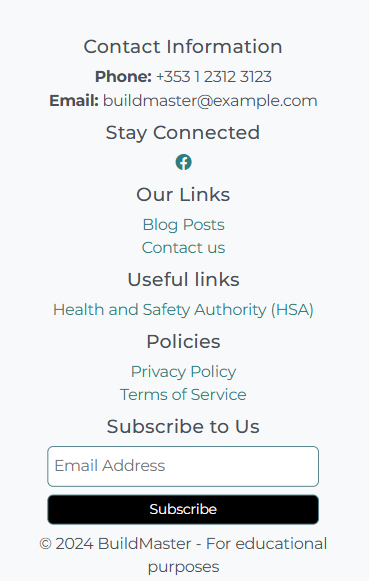 Contact Information
Phone: +353 1 2312 3123
Email: buildmaster@example.com
Stay Connected
Our Links
Blog Posts
Contact us
Useful links
Health and Safety Authority (HSA)
Policies
Privacy Policy
Terms of Service
Subscribe to Us
Email Address
Subscribe
© 2024 BuildMaster - For educational
purposes